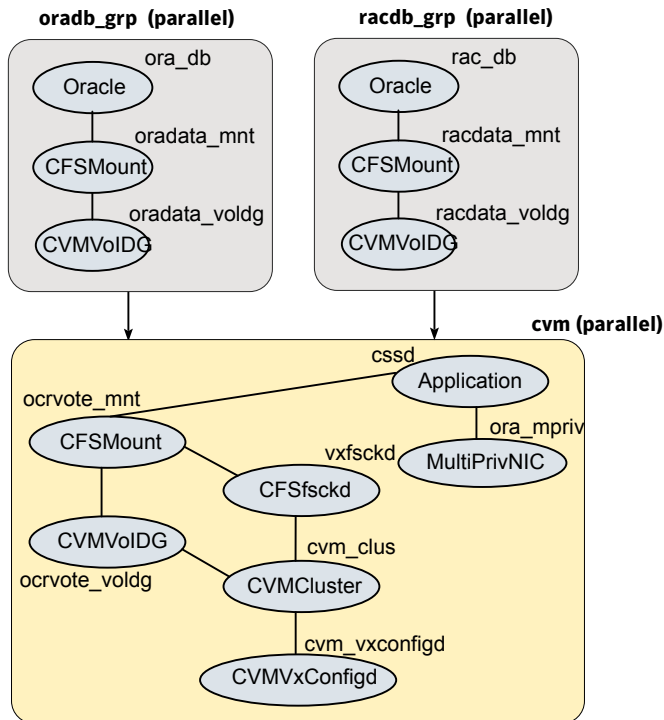 oradb_grp (parallel)
racdb_grp (parallel)
ora_db
Oracle
oradata_mnt
CFSMount
oradata_voldg
CVMVolDG
rac_db
Oracle
racdata_mnt
CFSMount
racdata_voldg
CVMVolDG
cvm (parallel)
cssd
Application
ocrvote_mnt
CFSMount
ora_mpriv
MultiPrivNIC
vxfsckd
CFSfsckd
CVMVolDG
ocrvote_voldg
cvm_clus
CVMCluster
cvm_vxconfigd
CVMVxConfigd